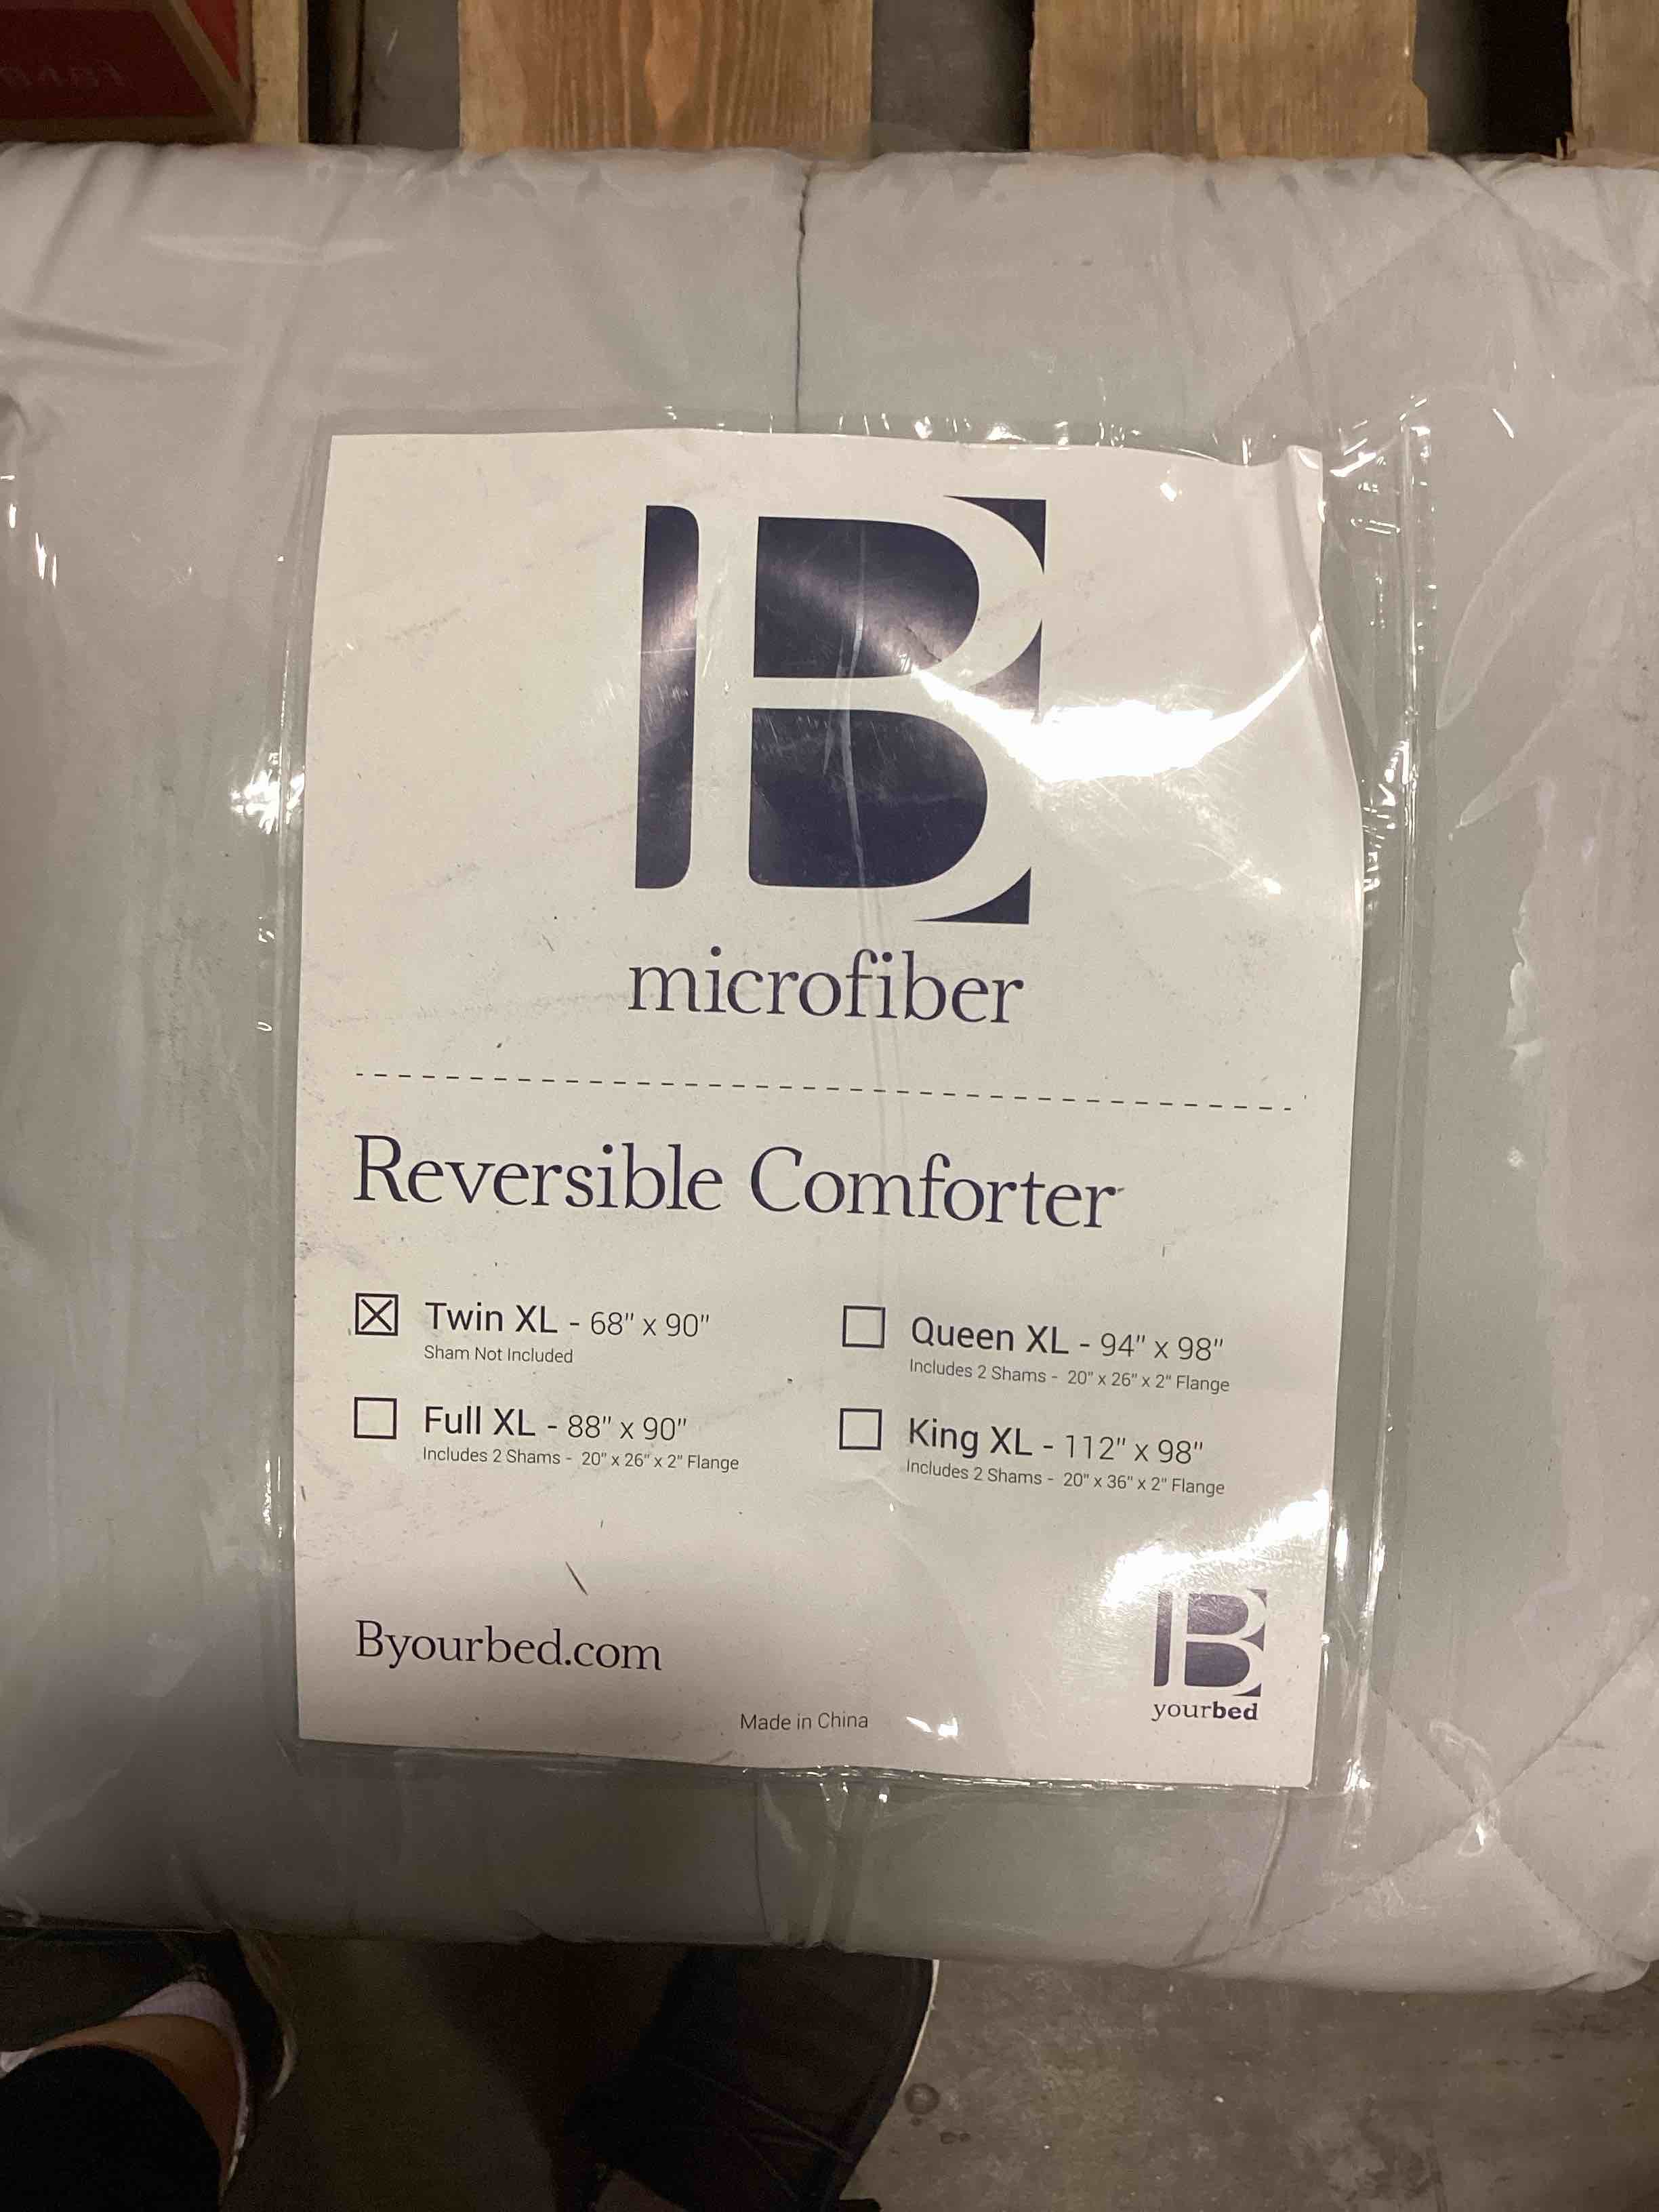 B
microfiber
Reversible Comforter
Twin XL - 68" x 90"
Sham Not Included
Full XL - 88" x 90"
Includes 2 Shams - 20" x 26" x 2" Flange
Queen XL - 94" x 98"
Includes 2 Shams - 20" x 26" x 2" Flange
King XL - 112" x 98"
Includes 2 Shams - 20" x 36" x 2" Flange
Byourbed.com
Made in China
B
yourbed